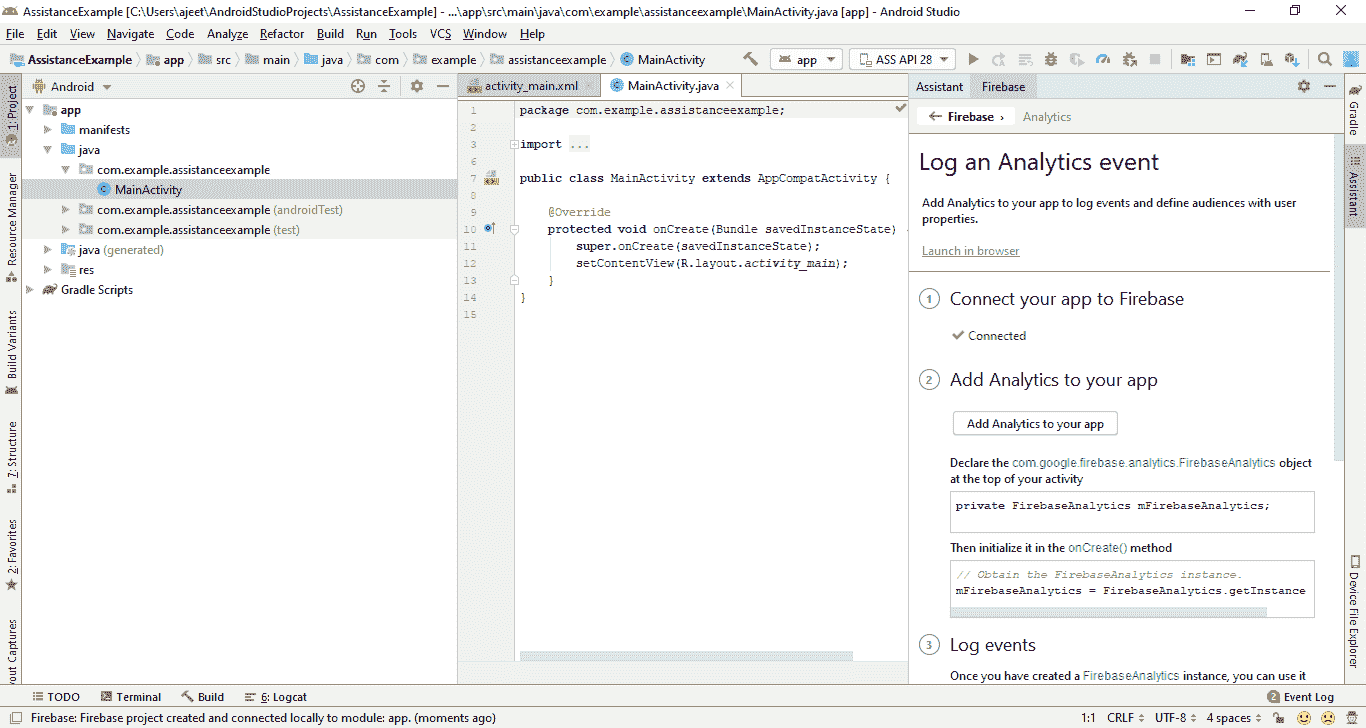 AssistanceExample [C:\Users\ajeet\AndroidStudioProjects\AssistanceExample] - ...\app\src\main\java\com\example\assistanceexample\MainActivity.java [app] - Android Studio
File Edit View Navigate Code Analyze Refactor Build Run Tools VCS Window Help
AssistanceExample app src main java com example assistanceexample MainActivity app ASS API 28
1: Project
Resource Manager
Build Variants
7: Structure
2: Favorites
yout Captures
Android
app
manifests
java
com.example.assistanceexample
MainActivity
com.example.assistanceexample (androidTest)
com.example.assistanceexample (test)
java (generated)
res
Gradle Scripts
activity_main.xml MainActivity.java
1 package com.example.assistanceexample;
2
3 import ...
6
7 public class MainActivity extends AppCompatActivity {
8
9 @Override
10 protected void onCreate(Bundle savedInstanceState)
11 super.onCreate(savedInstanceState);
12 setContentView(R.layout.activity_main);
13 }
14 }
15
Assistant Firebase
← Firebase › Analytics
Log an Analytics event
Add Analytics to your app to log events and define audiences with user
properties.
Launch in browser
1 Connect your app to Firebase
Connected
2 Add Analytics to your app
Add Analytics to your app
Declare the com.google.firebase.analytics.FirebaseAnalytics object
at the top of your activity
private FirebaseAnalytics mFirebaseAnalytics;
Then initialize it in the onCreate() method
// Obtain the FirebaseAnalytics instance.
mFirebaseAnalytics = FirebaseAnalytics.getInstance
3 Log events
Once you have created a FirebaseAnalytics instance, you can use it
Gradle
Assistant
Device File Explorer
TODO Terminal Build 6: Logcat 2 Event Log
Firebase: Firebase project created and connected locally to module: app. (moments ago) 1:1 CRLF UTF-8 4 spaces